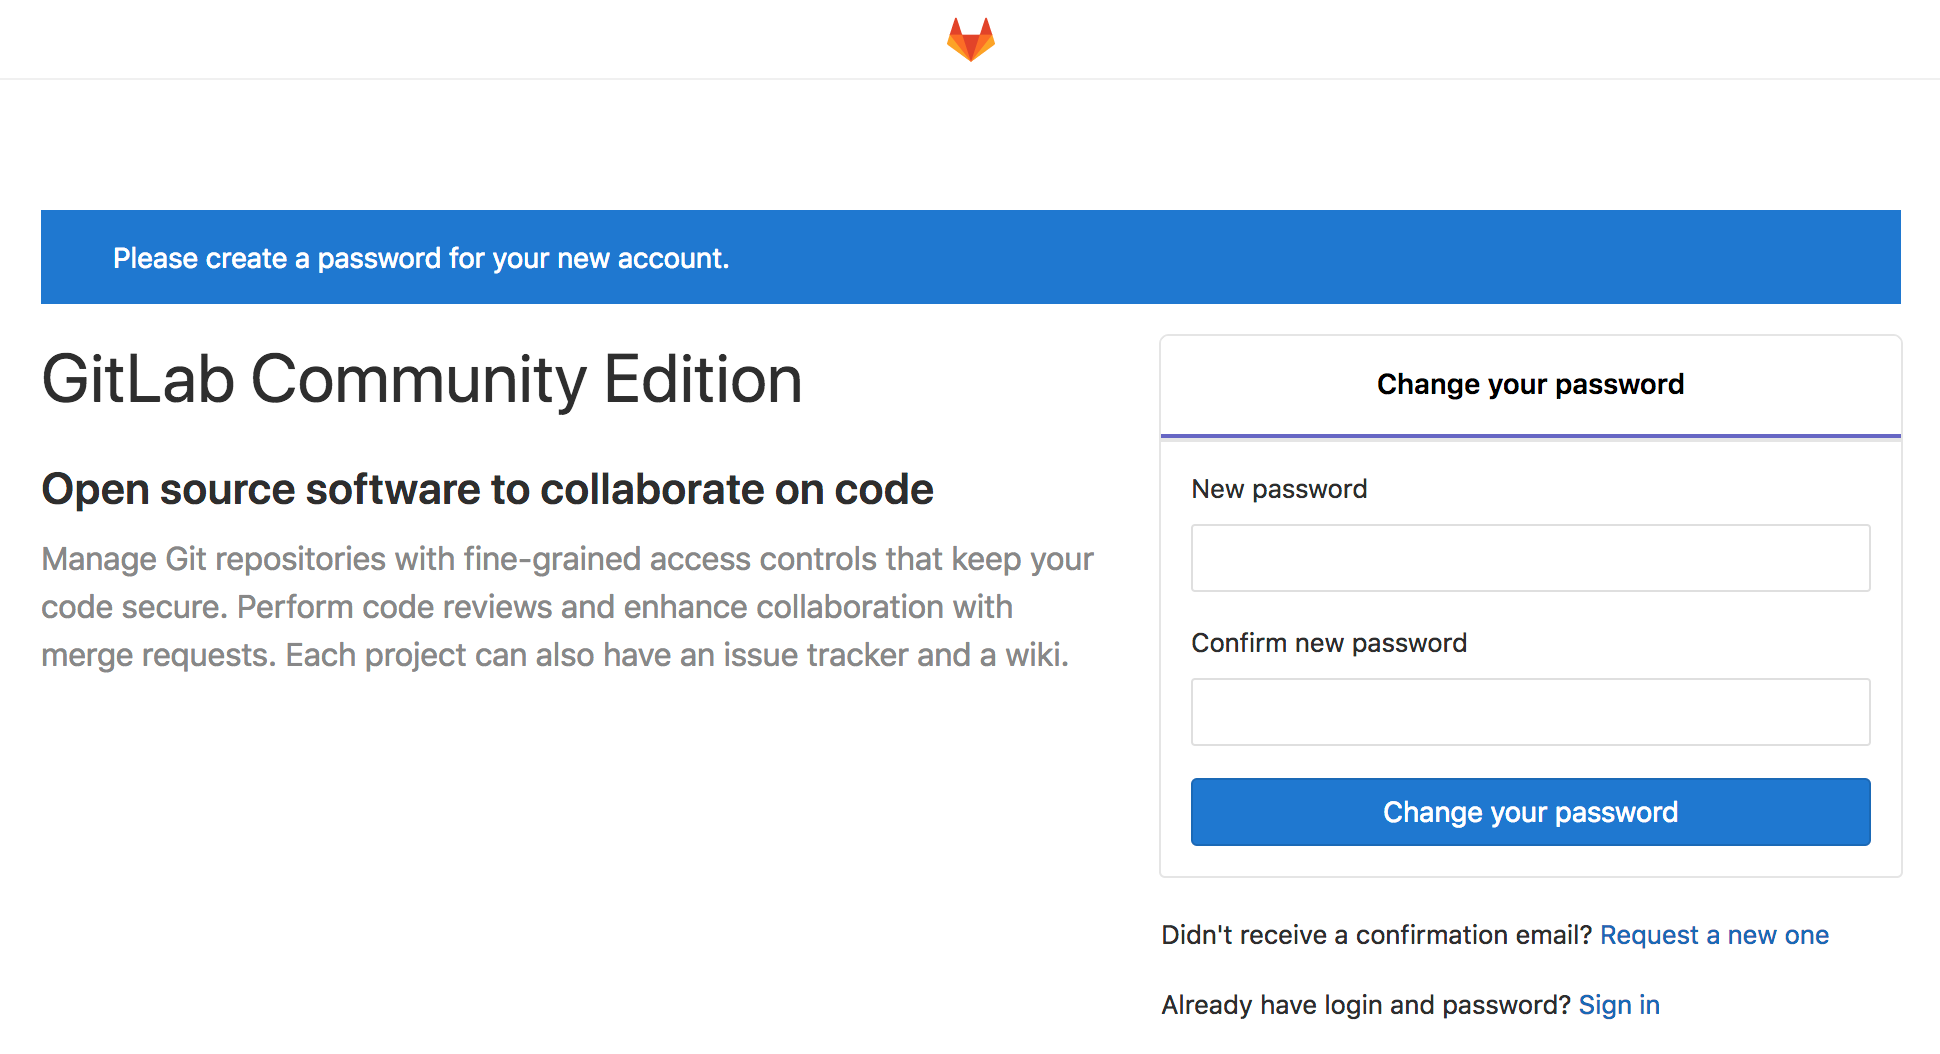 Please create a password for your new account.
GitLab Community Edition
Open source software to collaborate on code
Manage Git repositories with fine-grained access controls that keep your
code secure. Perform code reviews and enhance collaboration with
merge requests. Each project can also have an issue tracker and a wiki.
Change your password
New password
Confirm new password
Change your password
Didn't receive a confirmation email? Request a new one
Already have login and password? Sign in